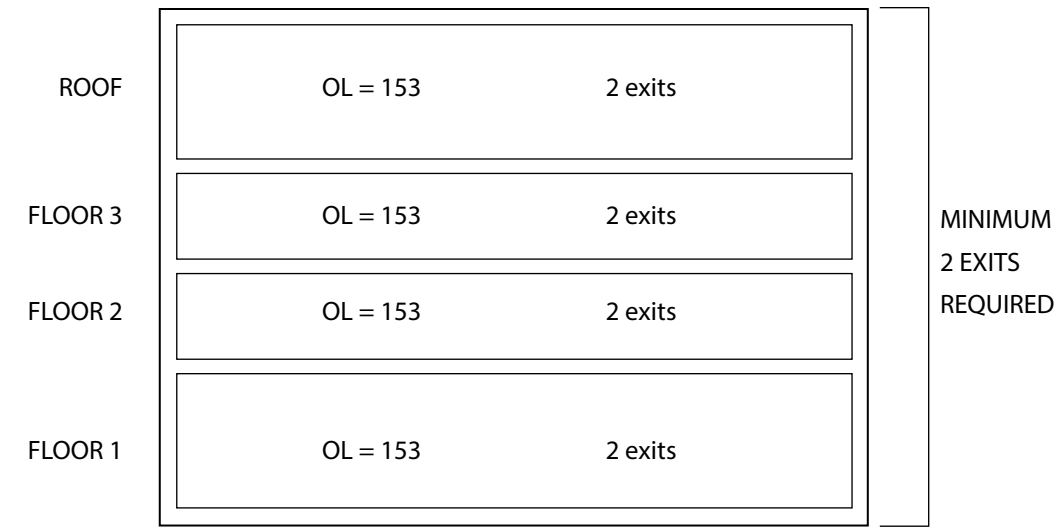 ROOF OL = 153 2 exits
FLOOR 3 OL = 153 2 exits
FLOOR 2 OL = 153 2 exits
FLOOR 1 OL = 153 2 exits
MINIMUM
2 EXITS
REQUIRED